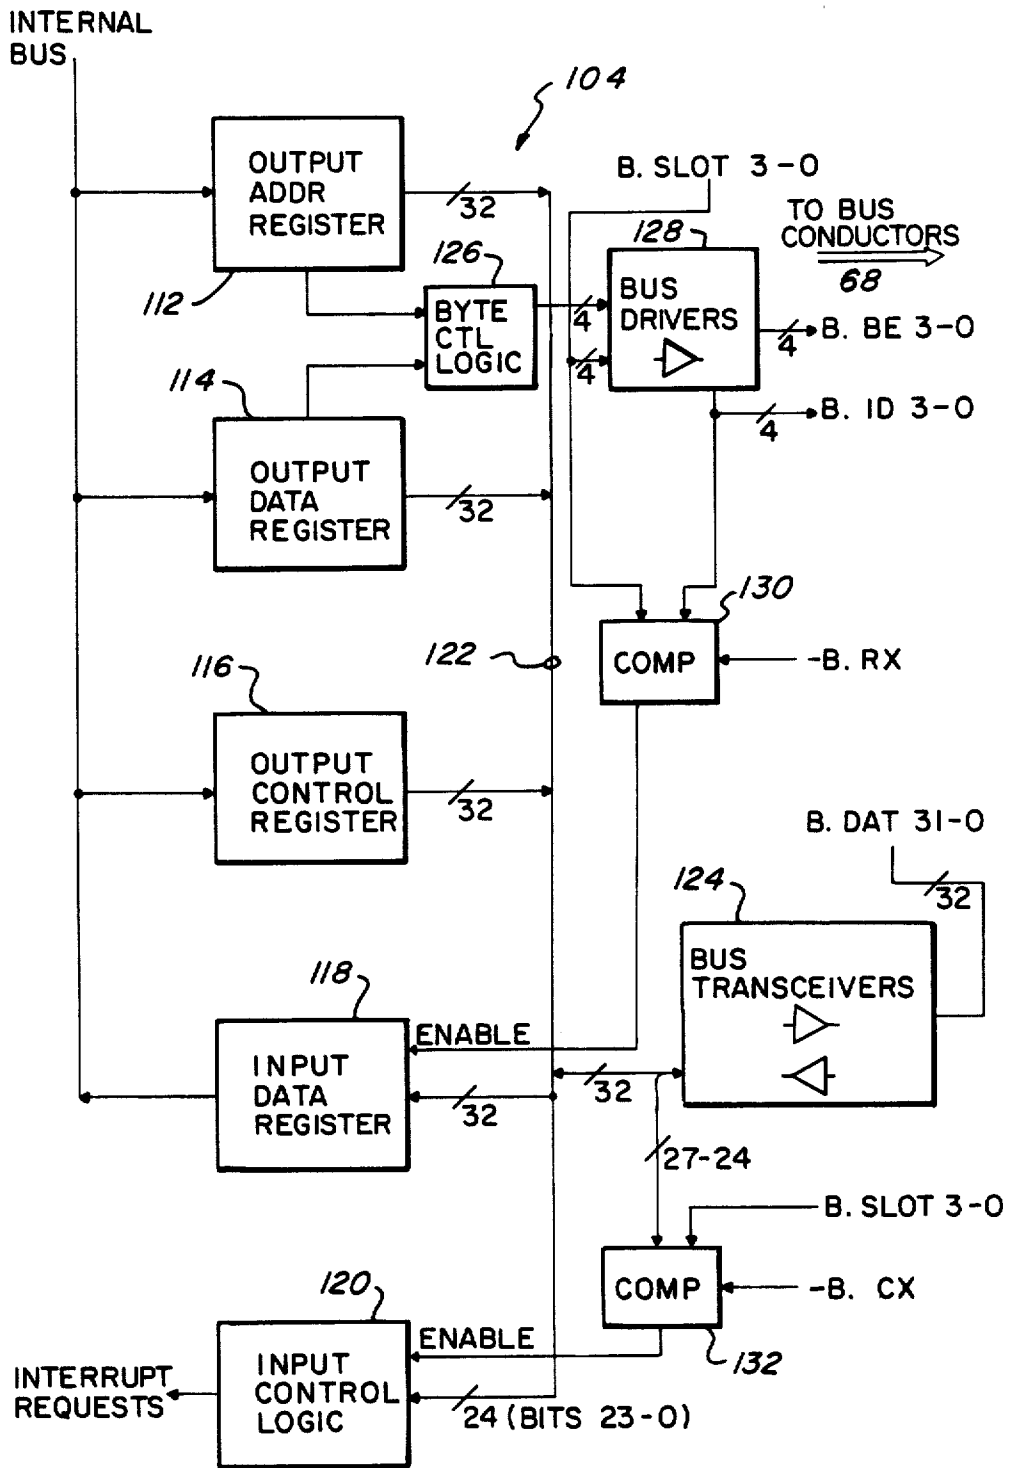 INTERNAL
BUS
104
OUTPUT
ADDR
REGISTER
32
112
B. SLOT 3-0
TO BUS
CONDUCTORS
68
126
BYTE
CTL
LOGIC
4
4
128
BUS
DRIVERS
4
B. BE 3-0
4
B. ID 3-0
114
OUTPUT
DATA
REGISTER
32
130
COMP
-B. RX
122
116
OUTPUT
CONTROL
REGISTER
32
B. DAT 31-0
32
124
BUS
TRANSCEIVERS
118
INPUT
DATA
REGISTER
ENABLE
32
32
27-24
B. SLOT 3-0
COMP
-B. CX
132
120
INPUT
CONTROL
LOGIC
ENABLE
24 (BITS 23-0)
INTERRUPT
REQUESTS